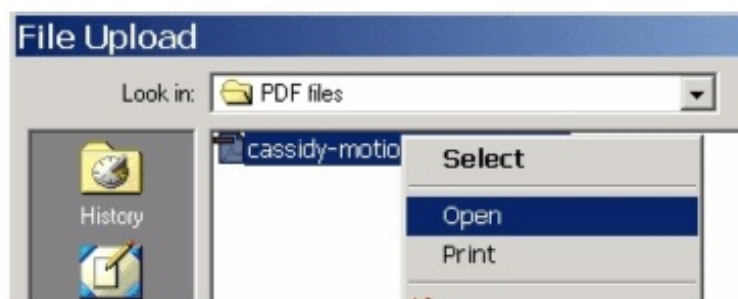 File Upload
Look in: PDF files
cassidy-motio
Select
History
Open
Print